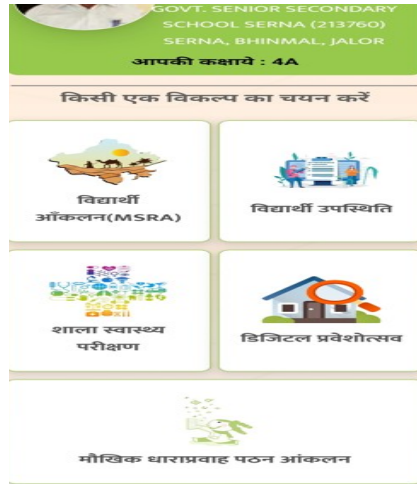 GOVT. SENIOR SECONDARY
SCHOOL SERNA (213760)
SERNA, BHINMAL, JALOR
आपकी कक्षाये : 4A
किसी एक विकल्प का चयन करें
विद्यार्थी
आँकलन(MSRA)
विद्यार्थी उपस्थिति
शाला स्वास्थ्य
परीक्षण
डिजिटल प्रवेशोत्सव
मौखिक धाराप्रवाह पठन आंकलन